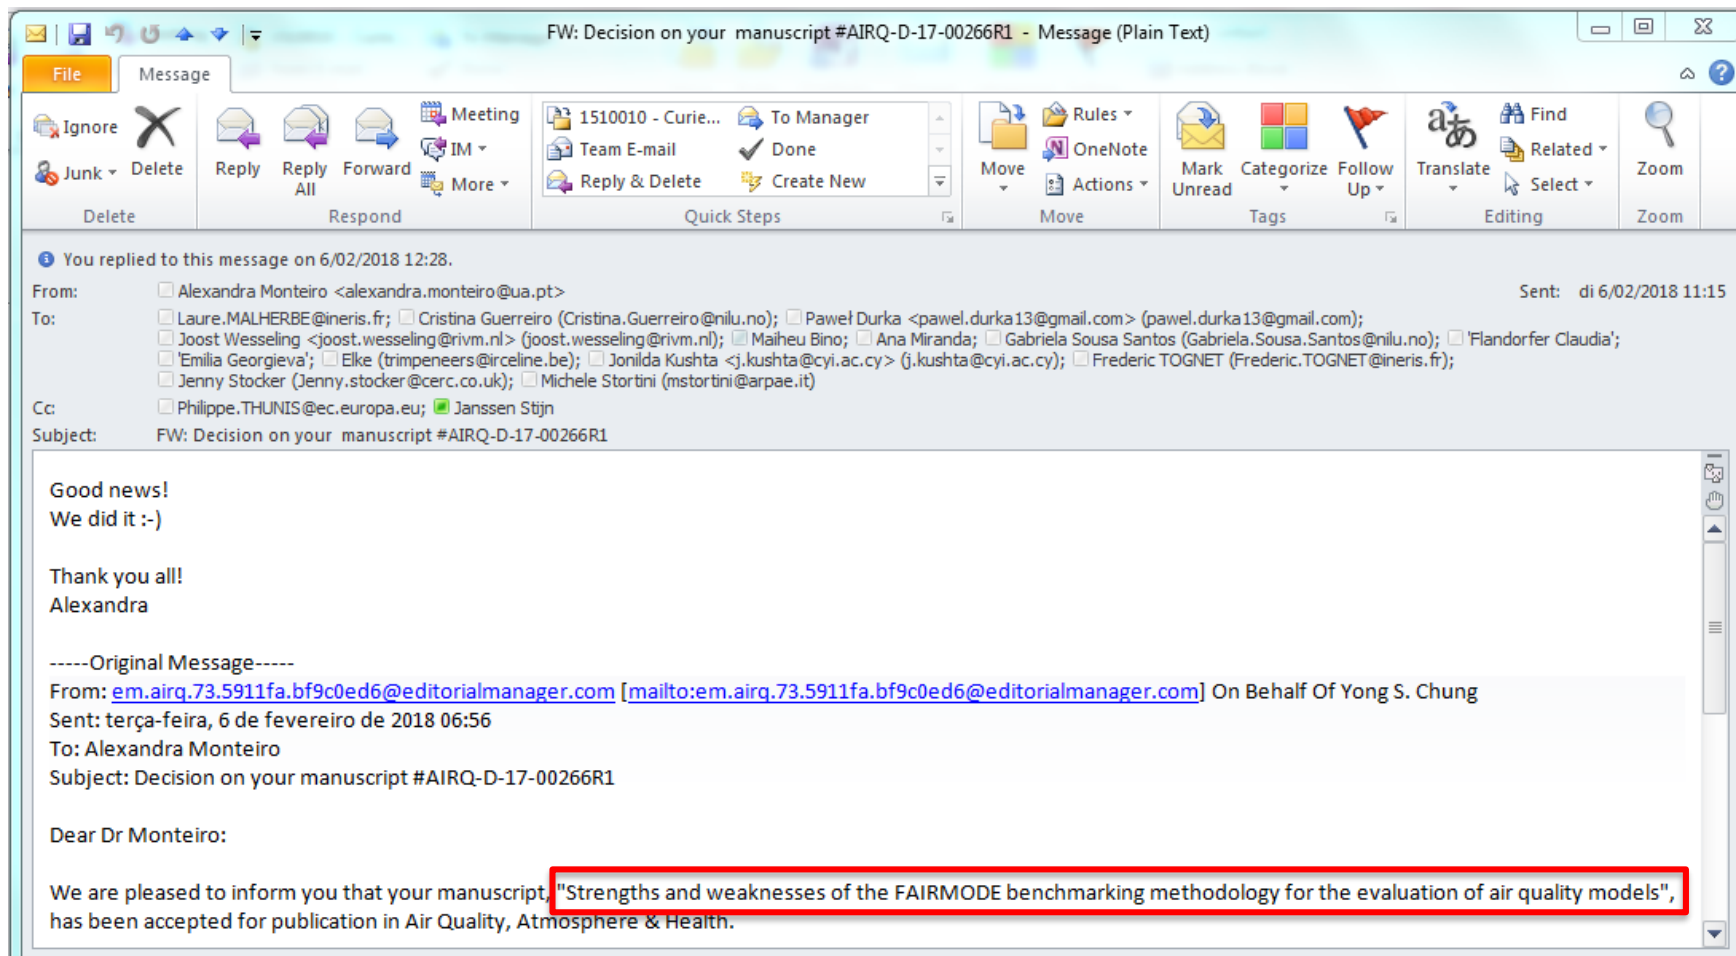 FW: Decision on your manuscript #AIRQ-D-17-00266R1 - Message (Plain Text)
File Message
Ignore
Junk
Delete
Reply
Reply All
Forward
Meeting
IM
More
1510010 - Curie...
To Manager
Team E-mail
Done
Reply & Delete
Create New
Move
Rules
OneNote
Actions
Mark Unread
Categorize
Follow Up
Translate
Find
Related
Select
Zoom
Delete Respond Quick Steps Move Tags Editing Zoom
You replied to this message on 6/02/2018 12:28.
From: Alexandra Monteiro <alexandra.monteiro@ua.pt> Sent: di 6/02/2018 11:15
To: Laure.MALHERBE@ineris.fr; Cristina Guerreiro (Cristina.Guerreiro@nilu.no); Paweł Durka <pawel.durka13@gmail.com> (pawel.durka13@gmail.com);
Joost Wesseling <joost.wesseling@rivm.nl> (joost.wesseling@rivm.nl); Maiheu Bino; Ana Miranda; Gabriela Sousa Santos (Gabriela.Sousa.Santos@nilu.no); 'Flandorfer Claudia';
'Emilia Georgieva'; Elke (trimpeneers@irceline.be); Jonilda Kushta <j.kushta@cyi.ac.cy> (j.kushta@cyi.ac.cy); Frederic TOGNET (Frederic.TOGNET@ineris.fr);
Jenny Stocker (Jenny.stocker@cerc.co.uk); Michele Stortini (mstortini@arpae.it)
Cc: Philippe.THUNIS@ec.europa.eu; Janssen Stijn
Subject: FW: Decision on your manuscript #AIRQ-D-17-00266R1
Good news!
We did it :-)
Thank you all!
Alexandra
-----Original Message-----
From: em.airq.73.5911fa.bf9c0ed6@editorialmanager.com [mailto:em.airq.73.5911fa.bf9c0ed6@editorialmanager.com] On Behalf Of Yong S. Chung
Sent: terça-feira, 6 de fevereiro de 2018 06:56
To: Alexandra Monteiro
Subject: Decision on your manuscript #AIRQ-D-17-00266R1
Dear Dr Monteiro:
We are pleased to inform you that your manuscript, "Strengths and weaknesses of the FAIRMODE benchmarking methodology for the evaluation of air quality models",
has been accepted for publication in Air Quality, Atmosphere & Health.